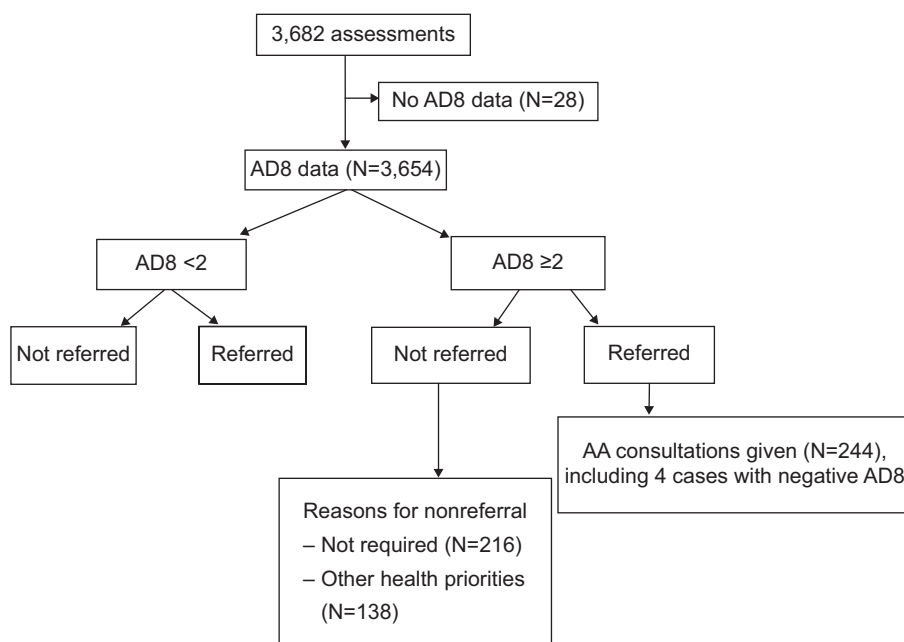 3,682 assessments
No AD8 data (N=28)
AD8 data (N=3,654)
AD8 <2
AD8 ≥2
Not referred
Referred
Not referred
Referred
AA consultations given (N=244),
including 4 cases with negative AD8
Reasons for nonreferral
– Not required (N=216)
– Other health priorities
(N=138)